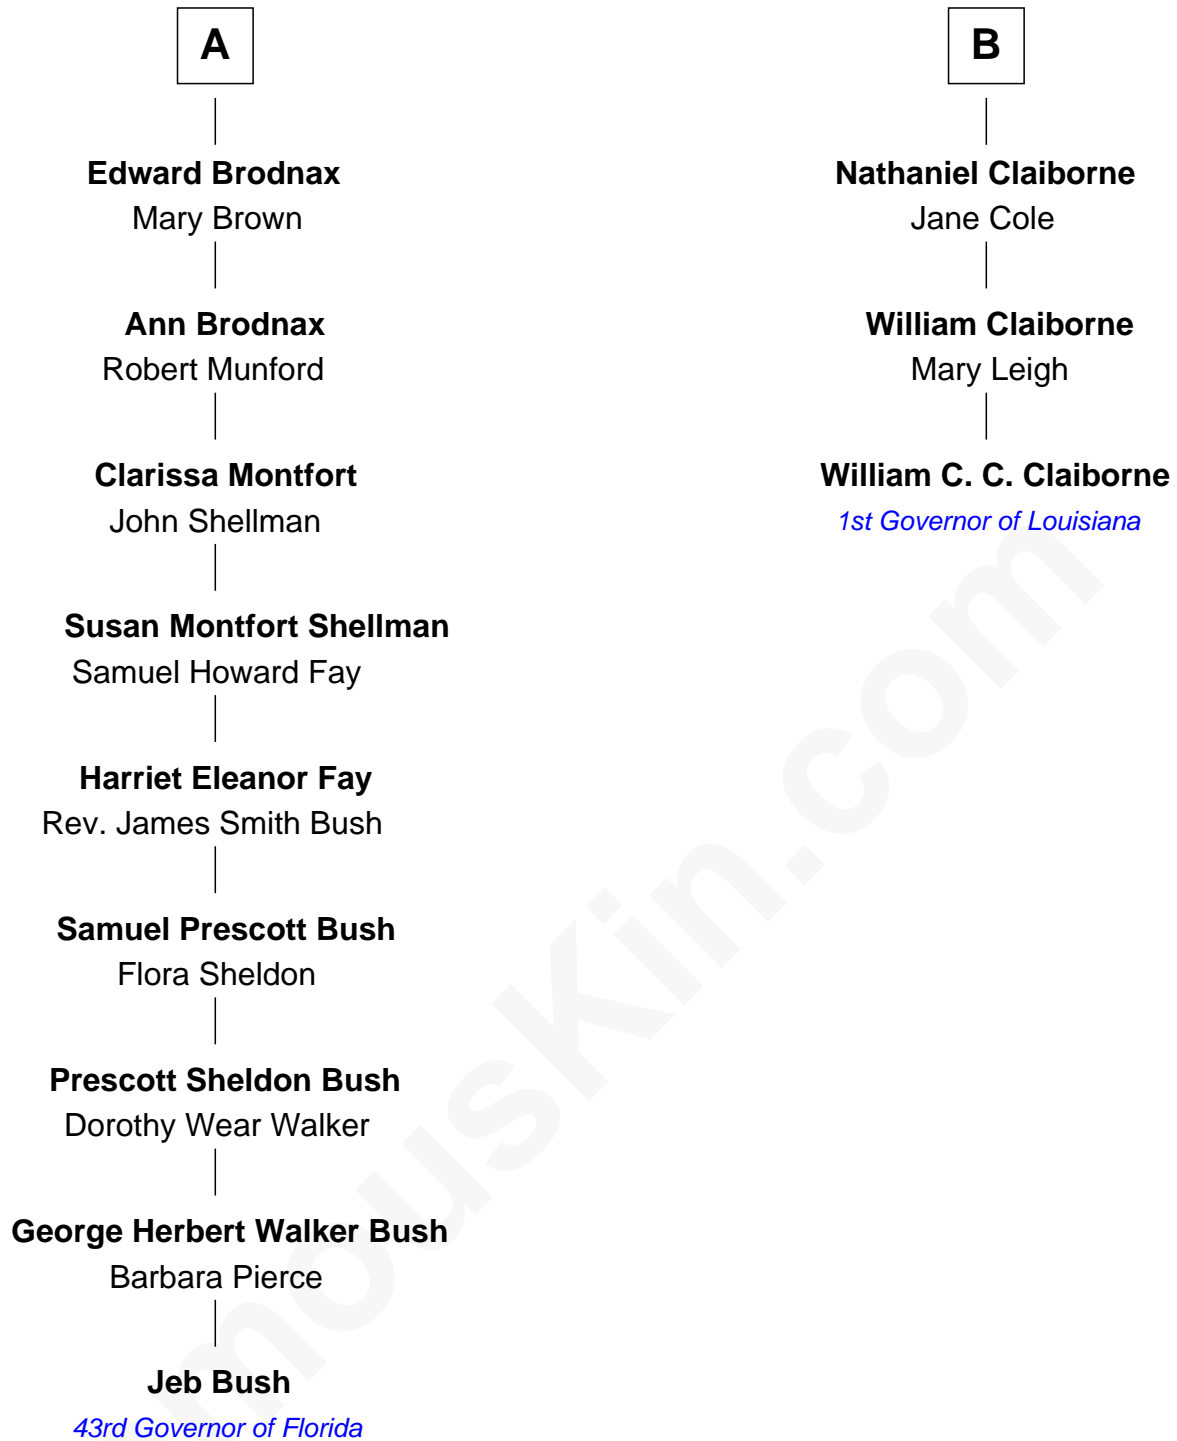 A
Edward Brodnax
Mary Brown
Ann Brodnax
Robert Munford
Clarissa Montfort
John Shellman
Susan Montfort Shellman
Samuel Howard Fay
Harriet Eleanor Fay
Rev. James Smith Bush
Samuel Prescott Bush
Flora Sheldon
Prescott Sheldon Bush
Dorothy Wear Walker
George Herbert Walker Bush
Barbara Pierce
Jeb Bush
43rd Governor of Florida
B
Nathaniel Claiborne
Jane Cole
William Claiborne
Mary Leigh
William C. C. Claiborne
1st Governor of Louisiana
mousKin.com